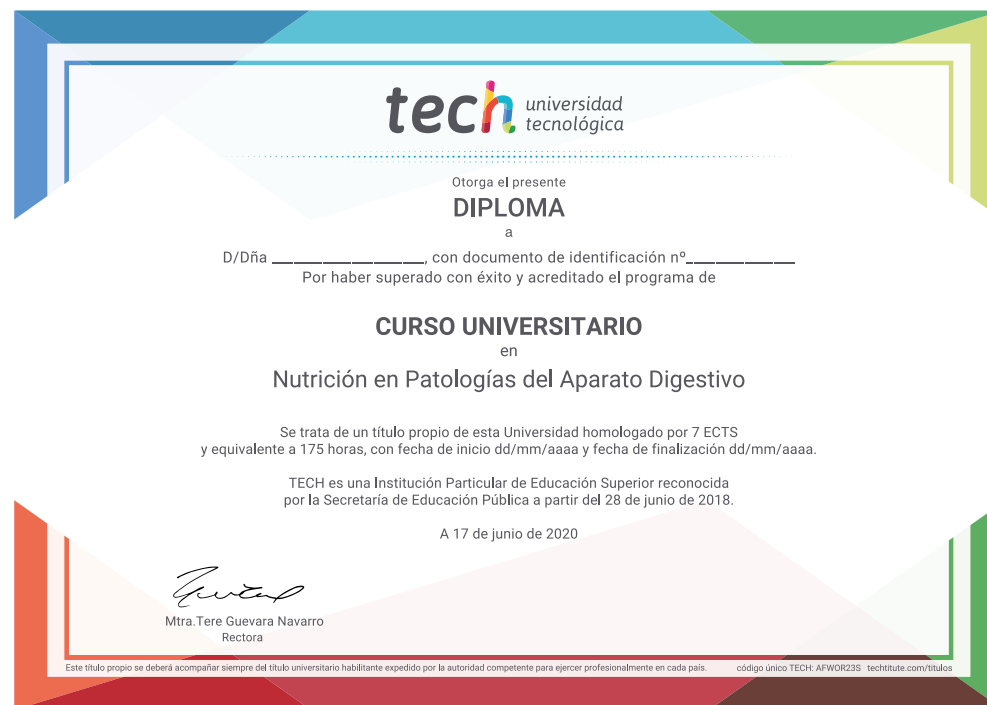 tech universidad
tecnológica
Otorga el presente
DIPLOMA
a
D/Dña ________________, con documento de identificación nº____________
Por haber superado con éxito y acreditado el programa de
CURSO UNIVERSITARIO
en
Nutrición en Patologías del Aparato Digestivo
Se trata de un título propio de esta Universidad homologado por 7 ECTS
y equivalente a 175 horas, con fecha de inicio dd/mm/aaaa y fecha de finalización dd/mm/aaaa.
TECH es una Institución Particular de Educación Superior reconocida
por la Secretaría de Educación Pública a partir del 28 de junio de 2018.
A 17 de junio de 2020
Mtra.Tere Guevara Navarro
Rectora
Este título propio se deberá acompañar siempre del título universitario habilitante expedido por la autoridad competente para ejercer profesionalmente en cada país. código único TECH: AFWOR23S techtitute.com/titulos